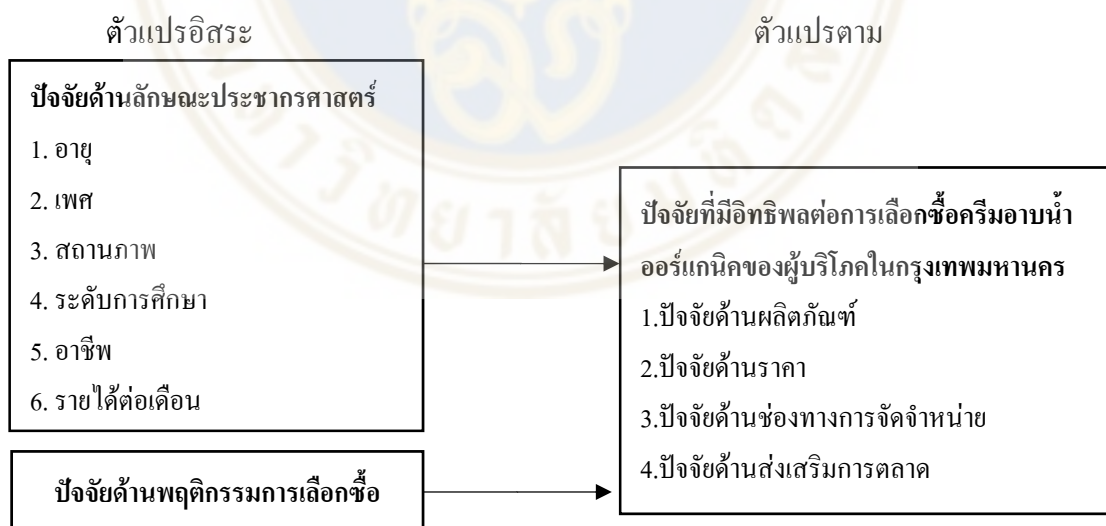 ตัวแปรอิสระ
ตัวแปรตาม
ปัจจัยด้านลักษณะประชากรศาสตร์
1. อายุ
2. เพศ
3. สถานภาพ
4. ระดับการศึกษา
5. อาชีพ
6. รายได้ต่อเดือน
ปัจจัยด้านพฤติกรรมการเลือกซื้อ
ปัจจัยที่มีอิทธิพลต่อการเลือกซื้อครีมอาบน้ำ
ออร์แกนิคของผู้บริโภคในกรุงเทพมหานคร
1.ปัจจัยด้านผลิตภัณฑ์
2.ปัจจัยด้านราคา
3.ปัจจัยด้านช่องทางการจัดจำหน่าย
4.ปัจจัยด้านส่งเสริมการตลาด